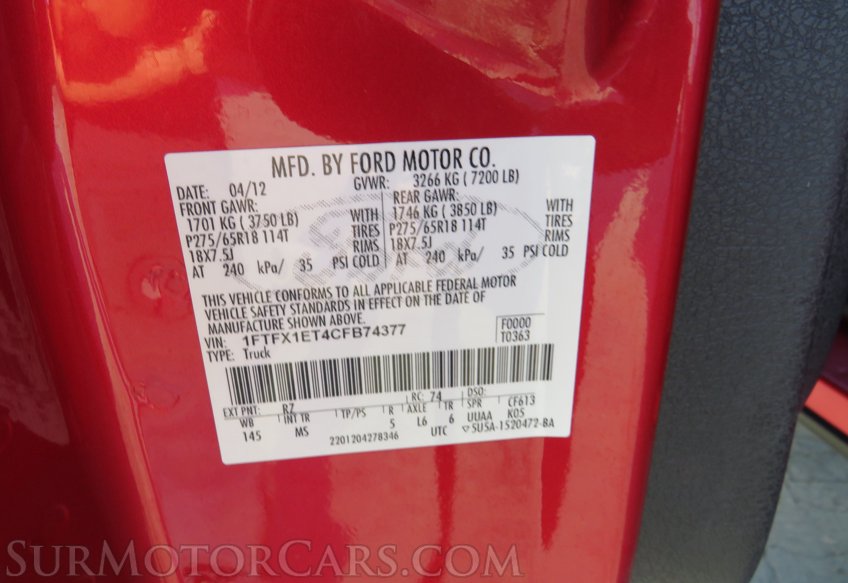 MFD. BY FORD MOTOR CO.
DATE: 04/12 GVWR: 3266 KG ( 7200 LB)
FRONT GAWR: REAR GAWR:
1701 KG ( 3750 LB) WITH 1746 KG ( 3850 LB) WITH
P275/65R18 114T TIRES P275/65R18 114T TIRES
18X7.5J RIMS 18X7.5J RIMS
AT 240 kPa/ 35 PSI COLD AT 240 kPa/ 35 PSI COLD
THIS VEHICLE CONFORMS TO ALL APPLICABLE FEDERAL MOTOR
VEHICLE SAFETY STANDARDS IN EFFECT ON THE DATE OF
MANUFACTURE SHOWN ABOVE.
VIN: 1FTFX1ET4CFB74377 F0000
TYPE: Truck T0363
EXT PNT: RZ RC: 74 DSO:
WB INT TR TP/PS R AXLE TR SPR CF613
145 MS 5 L6 6 UUAA K05
2201204278346 UTC ▽5U5A-1520472-BA
Ford
SurMotorCars.com